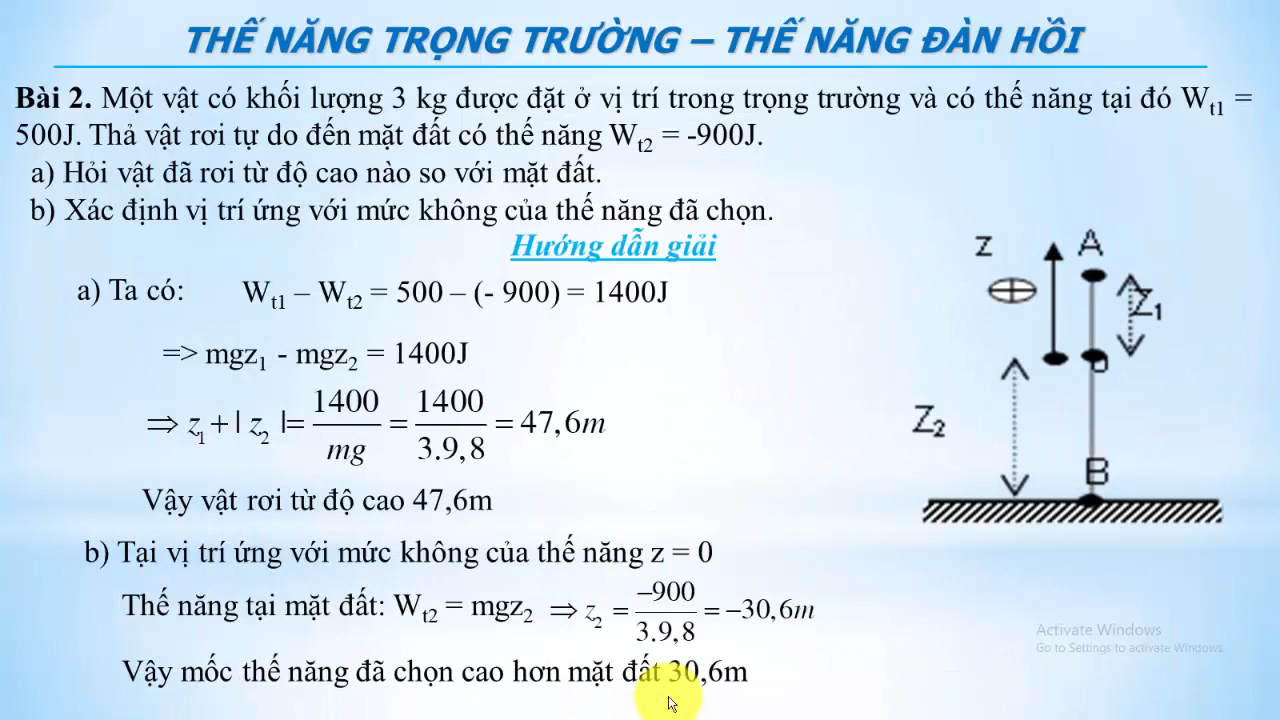 THẾ NĂNG TRỌNG TRƯỜNG – THẾ NĂNG ĐÀN HỒI
Bài 2. Một vật có khối lượng 3 kg được đặt ở vị trí trong trọng trường và có thế năng tại đó Wt1 =
500J. Thả vật rơi tự do đến mặt đất có thế năng Wt2 = -900J.
a) Hỏi vật đã rơi từ độ cao nào so với mặt đất.
b) Xác định vị trí ứng với mức không của thế năng đã chọn.
Hướng dẫn giải
a) Ta có: Wt1 – Wt2 = 500 – (- 900) = 1400J
=> mgz1 - mgz2 = 1400J
⇒ z1 + | z2 |= 1400/mg = 1400/3.9,8 = 47,6m
Vậy vật rơi từ độ cao 47,6m
b) Tại vị trí ứng với mức không của thế năng z = 0
Thế năng tại mặt đất: Wt2 = mgz2 ⇒ z2 = −900/3.9,8 = −30,6m
Vậy mốc thế năng đã chọn cao hơn mặt đất 30,6m
z A
Z1
Z2
B
Activate Windows
Go to Settings to activate Windows.